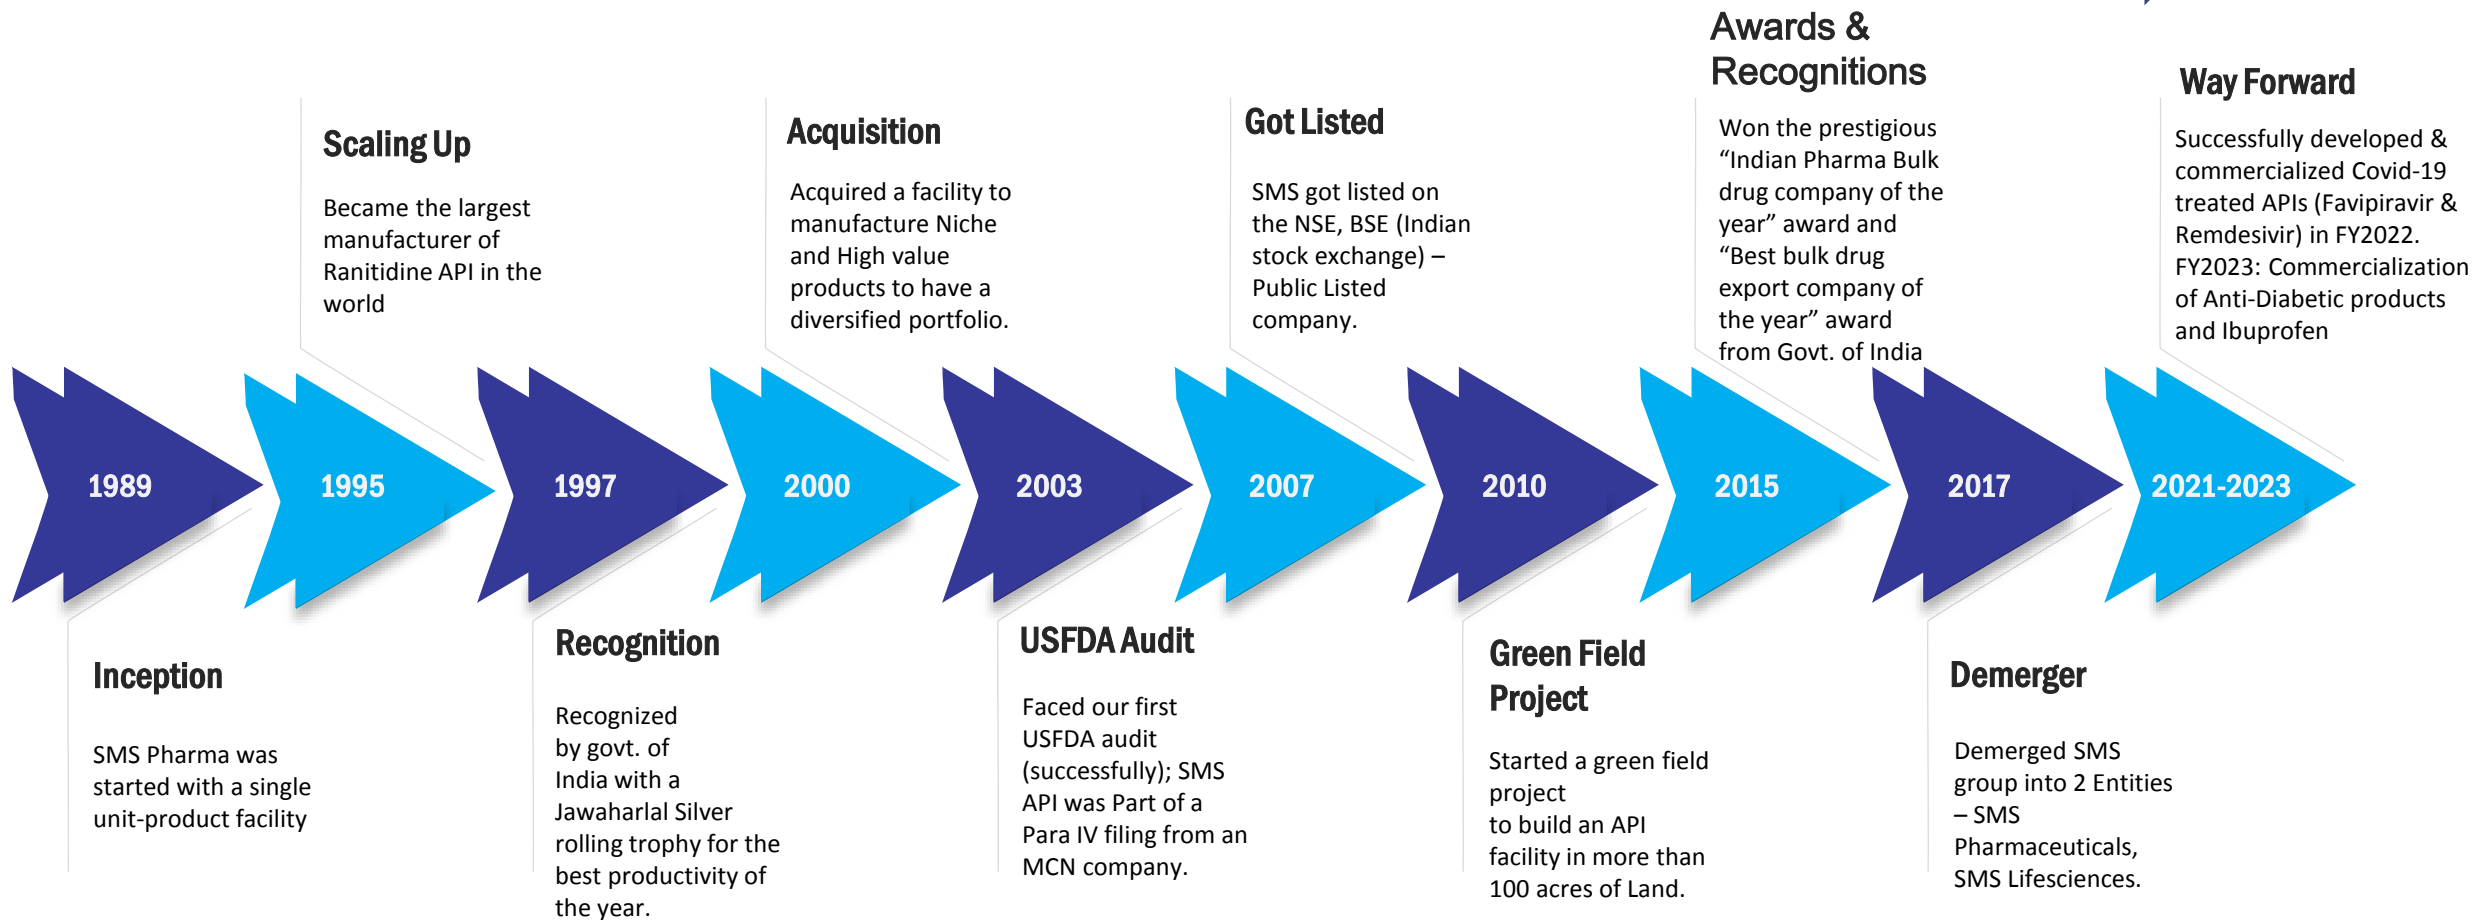 Scaling Up
Became the largest
manufacturer of
Ranitidine API in the
world
Acquisition
Acquired a facility to
manufacture Niche
and High value
products to have a
diversified portfolio.
Got Listed
SMS got listed on
the NSE, BSE (Indian
stock exchange) –
Public Listed
company.
Awards &
Recognitions
Won the prestigious
“Indian Pharma Bulk
drug company of the
year” award and
“Best bulk drug
export company of
the year” award
from Govt. of India
Way Forward
Successfully developed &
commercialized Covid-19
treated APIs (Favipiravir &
Remdesivir) in FY2022.
FY2023: Commercialization
of Anti-Diabetic products
and Ibuprofen
1989
1995
1997
2000
2003
2007
2010
2015
2017
2021-2023
Inception
SMS Pharma was
started with a single
unit-product facility
Recognition
Recognized
by govt. of
India with a
Jawaharlal Silver
rolling trophy for the
best productivity of
the year.
USFDA Audit
Faced our first
USFDA audit
(successfully); SMS
API was Part of a
Para IV filing from an
MCN company.
Green Field
Project
Started a green field
project
to build an API
facility in more than
100 acres of Land.
Demerger
Demerged SMS
group into 2 Entities
– SMS
Pharmaceuticals,
SMS Lifesciences.